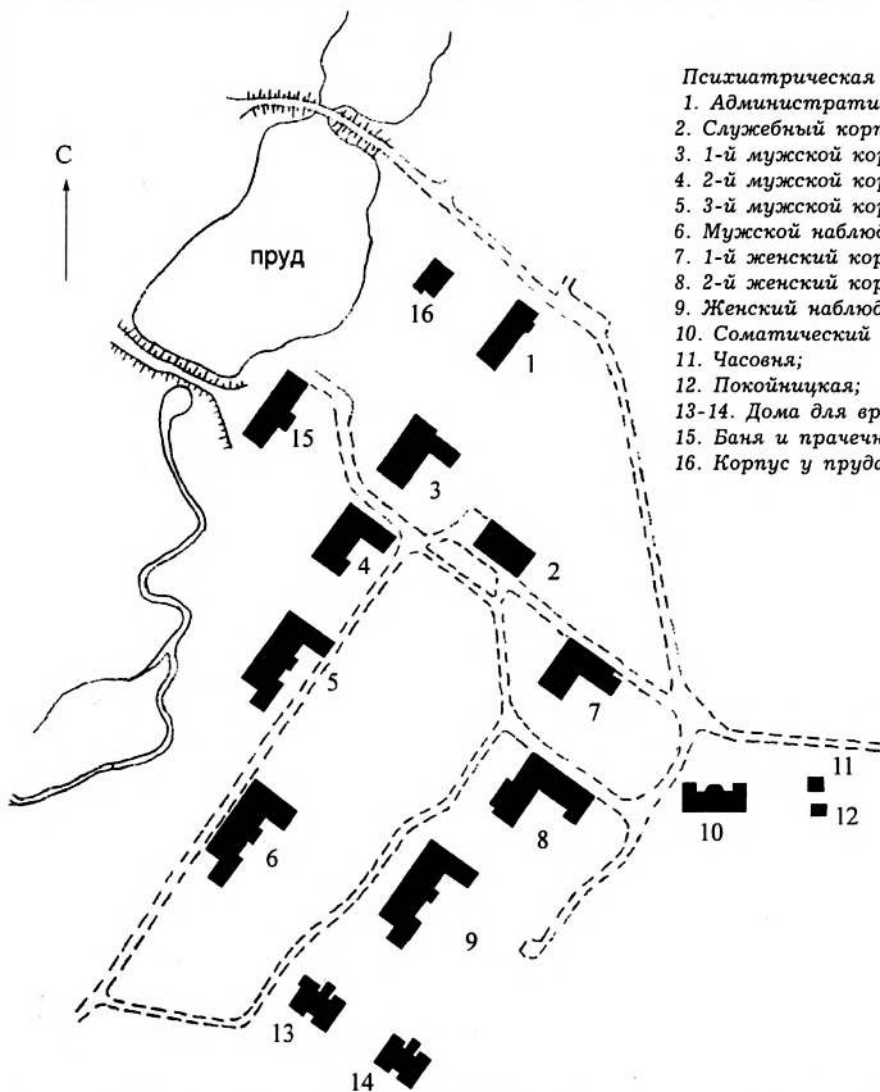 Психиатрическая
1. Административ
2. Служебный корп
3. 1-й мужской кор
4. 2-й мужской кор
5. 3-й мужской кор
6. Мужской наблюд
7. 1-й женский кор
8. 2-й женский кор
9. Женский наблюд
10. Соматический
11. Часовня;
12. Покойницкая;
13-14. Дома для вр
15. Баня и прачечн
16. Корпус у пруда
С
пруд
16
1
15
3
4
2
5
7
11
10
12
6
8
9
13
14